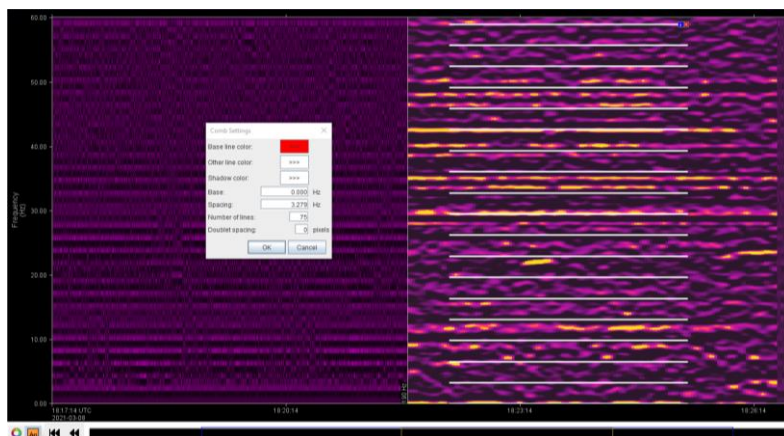 60.00
50.00
40.00
30.00
20.00
10.00
0.00
Frequency
(Hz)
Comb Settings
Base line color:
Other line color:
===
Shadow color:
===
Base: 0.000 Hz
Spacing: 3.279 Hz
Number of lines: 75
Doublet spacing: 0 pixels
OK Cancel
18:17:14 UTC
2021-03-08
18:20:14
18:23:14
18:26:14